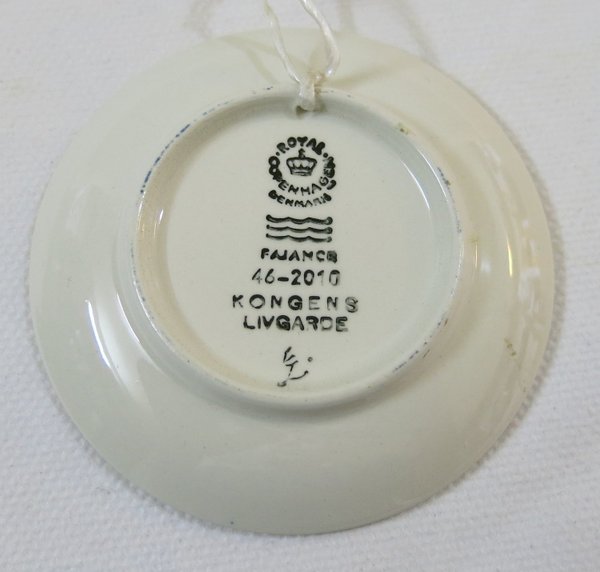 ROYAL COPENHAGEN
DENMARK
FAJANCE
46-2010
KONGENS
LIVGARDE